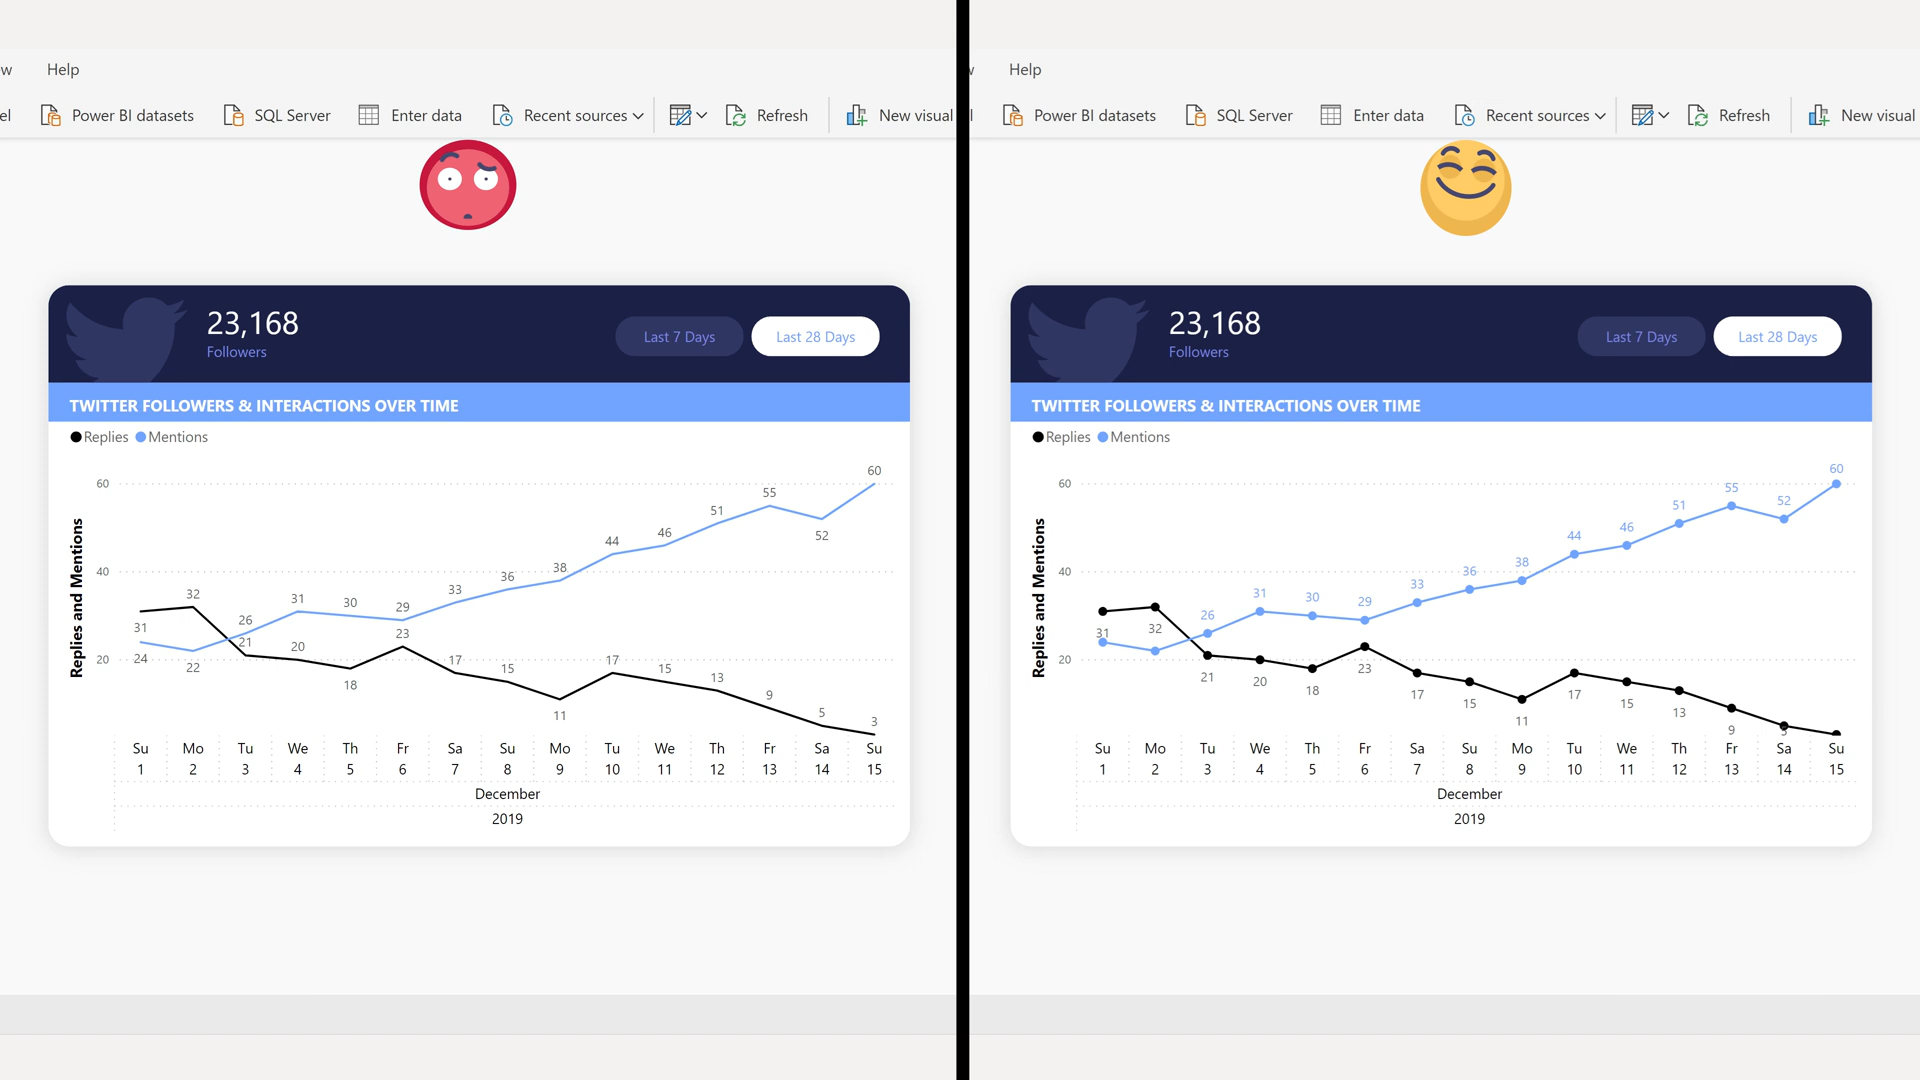 w Help
el Power BI datasets SQL Server Enter data Recent sources Refresh New visual
23,168
Followers
Last 7 Days Last 28 Days
TWITTER FOLLOWERS & INTERACTIONS OVER TIME
Replies Mentions
Replies and Mentions
60
40
20
31 32 21 20 18 23 17 15 11 17 15 13 9 5 3
24 22 26 31 30 29 33 36 38 44 46 51 55 52 60
Su Mo Tu We Th Fr Sa Su Mo Tu We Th Fr Sa Su
1 2 3 4 5 6 7 8 9 10 11 12 13 14 15
December
2019
w Help
l Power BI datasets SQL Server Enter data Recent sources Refresh New visual
23,168
Followers
Last 7 Days Last 28 Days
TWITTER FOLLOWERS & INTERACTIONS OVER TIME
Replies Mentions
Replies and Mentions
60
40
20
26 31 30 29 33 36 38 44 46 51 55 52 60
31 32 21 20 18 23 17 15 11 17 15 13 9 5
Su Mo Tu We Th Fr Sa Su Mo Tu We Th Fr Sa Su
1 2 3 4 5 6 7 8 9 10 11 12 13 14 15
December
2019